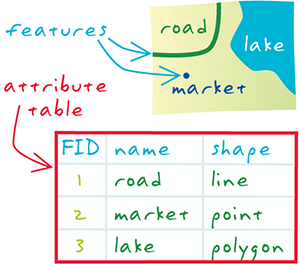 road
features
lake
market
attribute
table
FID name shape
1 road line
2 market point
3 lake polygon